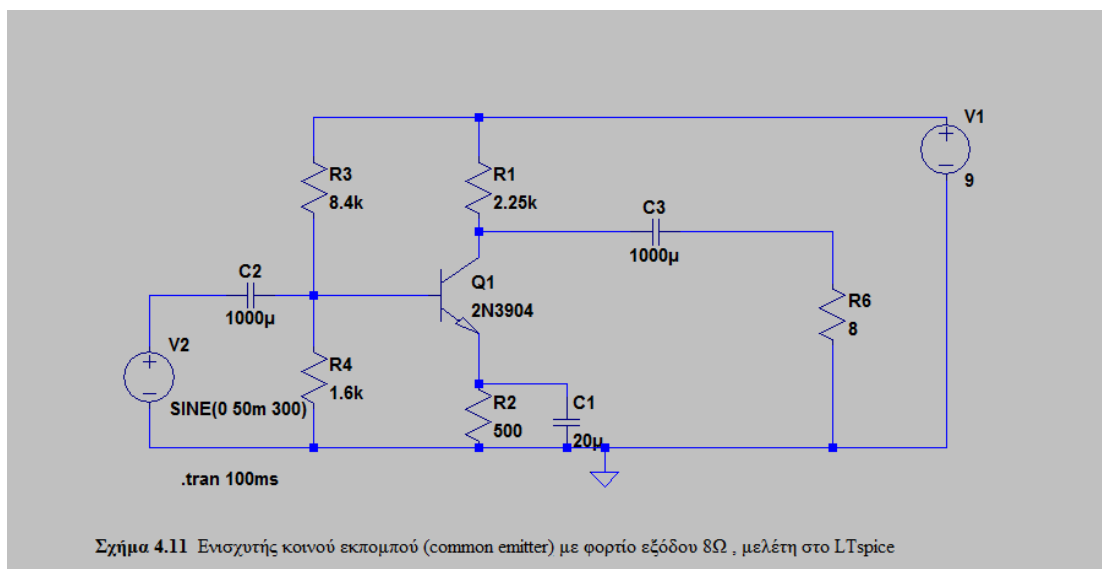 V1
9
R3
8.4k
R1
2.25k
C3
1000µ
C2
1000µ
Q1
2N3904
R6
8
V2
SINE(0 50m 300)
R4
1.6k
R2
500
C1
20µ
.tran 100ms
Σχήμα 4.11 Ενισχυτής κοινού εκπομπού (common emitter) με φορτίο εξόδου 8Ω , μελέτη στο LTspice